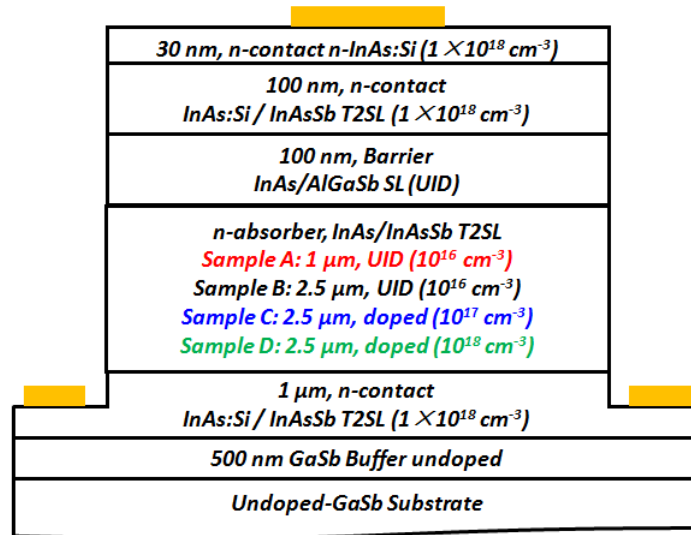 30 nm, n-contact n-InAs:Si (1 ×10¹⁸ cm⁻³)
100 nm, n-contact
InAs:Si / InAsSb T2SL (1 ×10¹⁸ cm⁻³)
100 nm, Barrier
InAs/AlGaSb SL (UID)
n-absorber, InAs/InAsSb T2SL
Sample A: 1 μm, UID (10¹⁶ cm⁻³)
Sample B: 2.5 μm, UID (10¹⁶ cm⁻³)
Sample C: 2.5 μm, doped (10¹⁷ cm⁻³)
Sample D: 2.5 μm, doped (10¹⁸ cm⁻³)
1 μm, n-contact
InAs:Si / InAsSb T2SL (1 ×10¹⁸ cm⁻³)
500 nm GaSb Buffer undoped
Undoped-GaSb Substrate